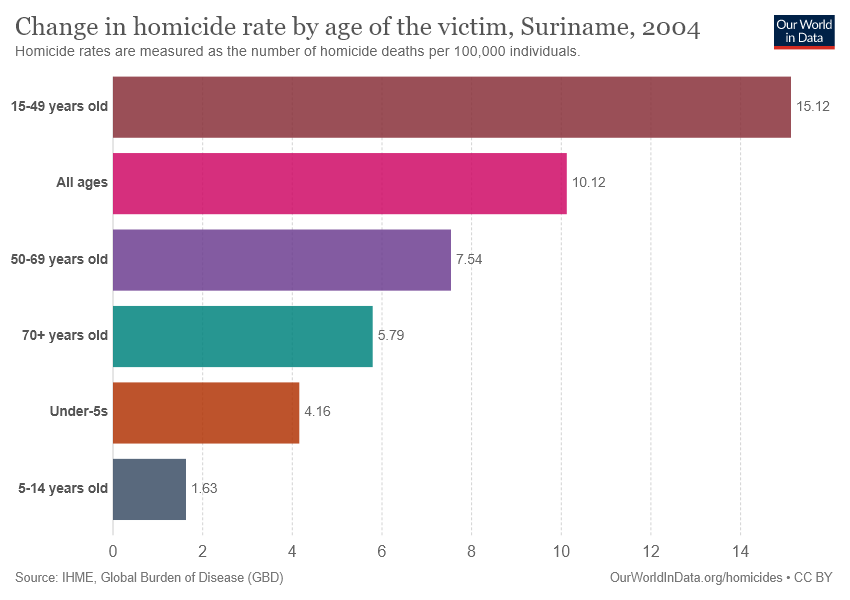 Change in homicide rate by age of the victim, Suriname, 2004
Our World
in Data
Homicide rates are measured as the number of homicide deaths per 100,000 individuals.
15-49 years old 15.12
All ages 10.12
50-69 years old 7.54
70+ years old 5.79
Under-5s 4.16
5-14 years old 1.63
0 2 4 6 8 10 12 14
Source: IHME, Global Burden of Disease (GBD) OurWorldInData.org/homicides • CC BY